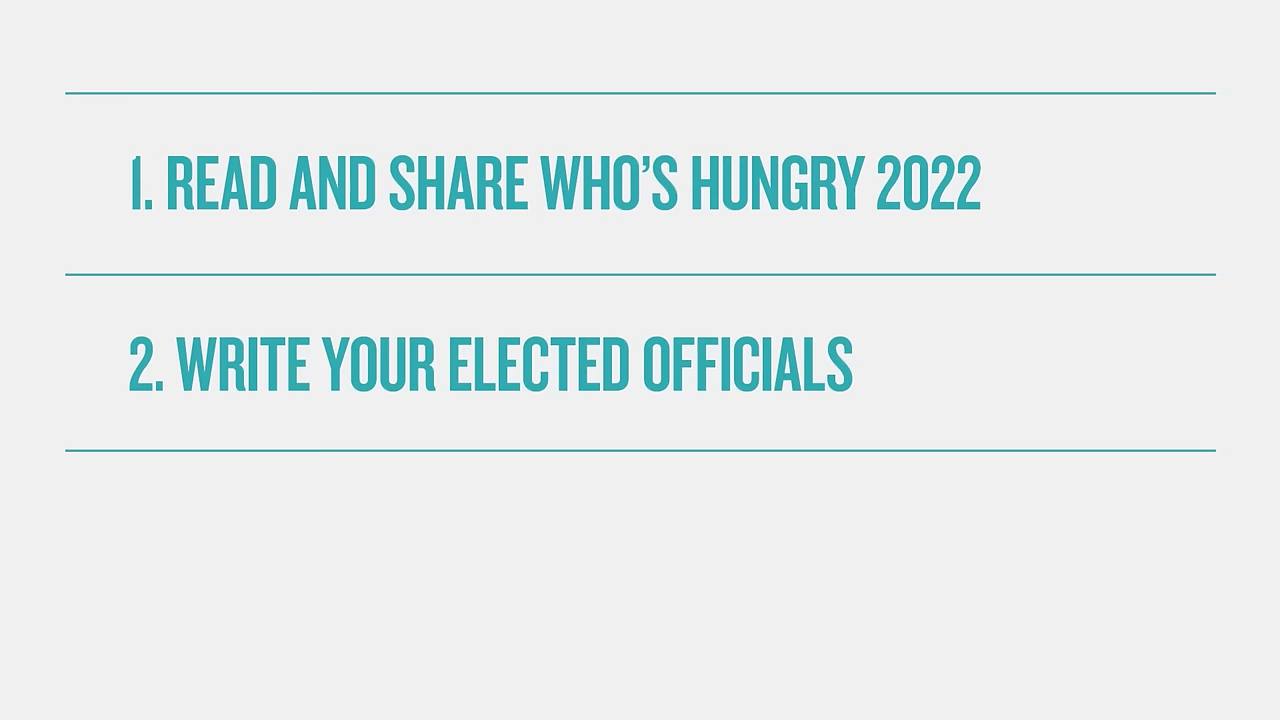 1. READ AND SHARE WHO’S HUNGRY 2022
2. WRITE YOUR ELECTED OFFICIALS